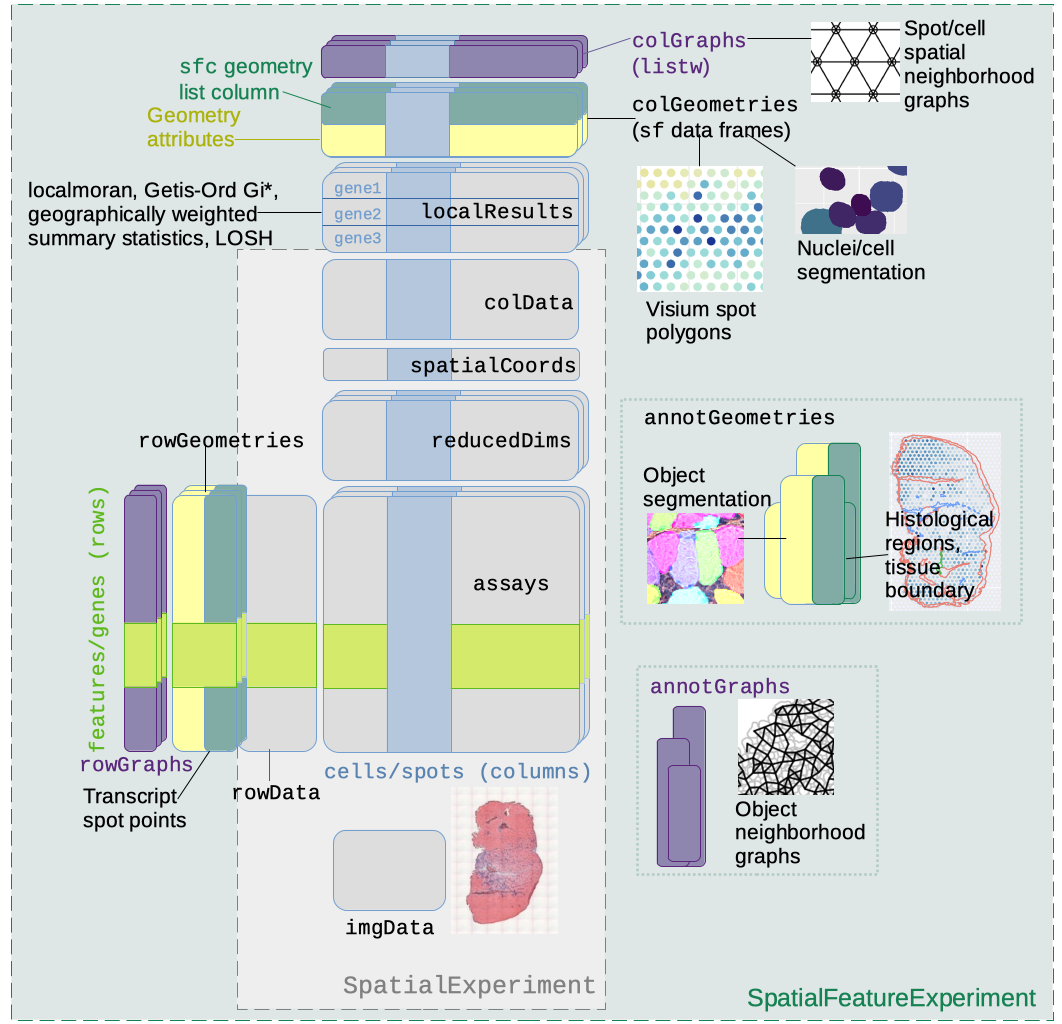 colGraphs
(listw)
Spot/cell
spatial
neighborhood
graphs
sfc geometry
list column
Geometry
attributes
colGeometries
(sf data frames)
localmoran, Getis-Ord Gi*,
geographically weighted
summary statistics, LOSH
gene1
gene2
gene3
localResults
Nuclei/cell
segmentation
Visium spot
polygons
colData
spatialCoords
reducedDims
rowGeometries
annotGeometries
Object
segmentation
Histological
regions,
tissue
boundary
features/genes (rows)
assays
rowGraphs
Transcript
spot points
rowData
cells/spots (columns)
annotGraphs
Object
neighborhood
graphs
imgData
SpatialExperiment
SpatialFeatureExperiment